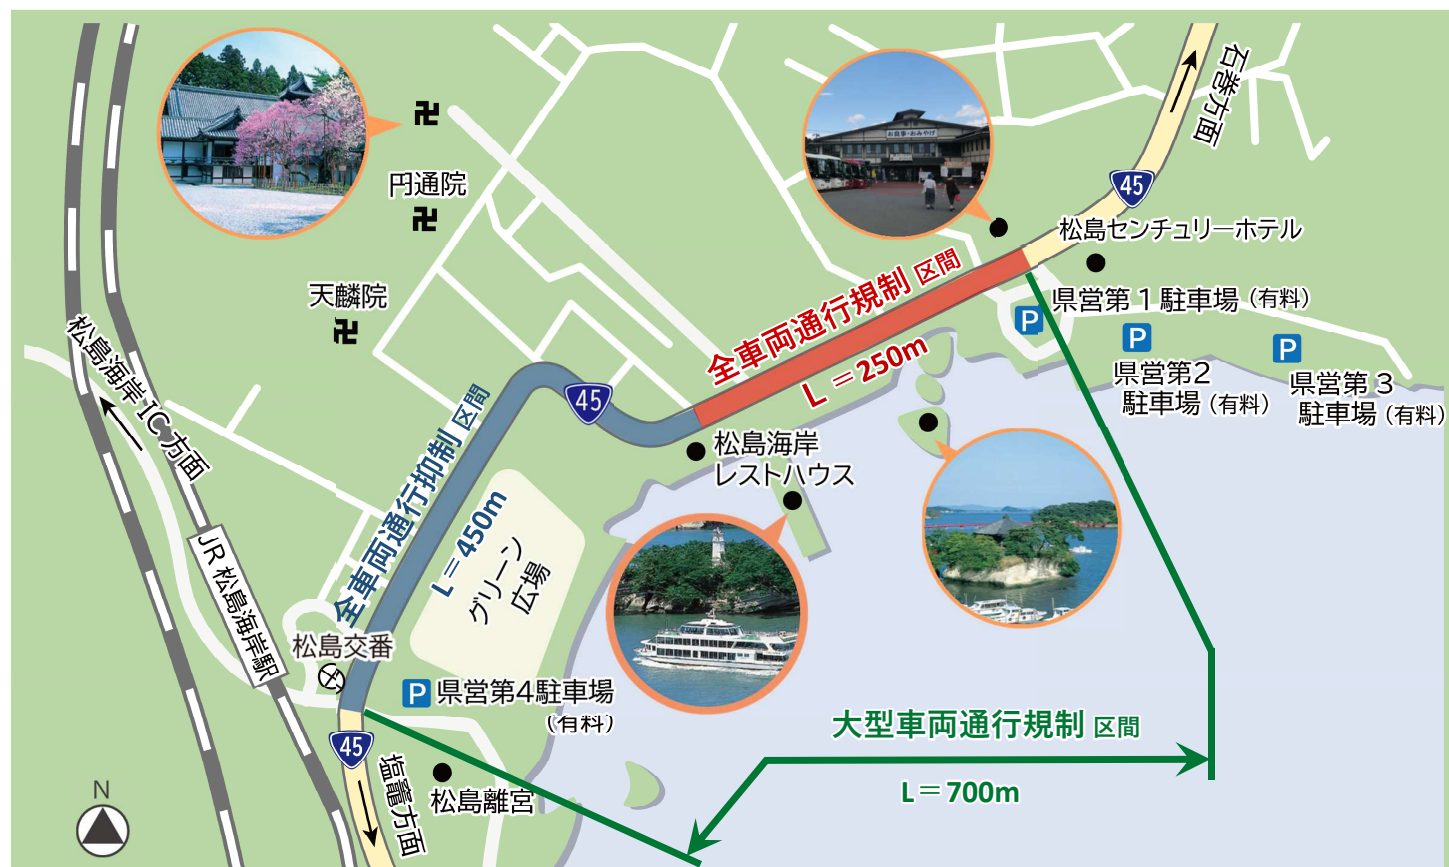 石巻方面
45
お食事・おみやげ
円通院
天麟院
松島センチュリーホテル
全車両通行規制 区間
L＝250m
P
県営第1駐車場（有料）
P
県営第2
駐車場（有料）
P
県営第3
駐車場（有料）
松島海岸IC方面
45
全車両通行抑制 区間
L＝450m
松島海岸
レストハウス
グリーン
広場
JR 松島海岸駅
松島交番
P 県営第4駐車場
（有料）
45
塩竈方面
松島離宮
大型車両通行規制 区間
L＝700m
N